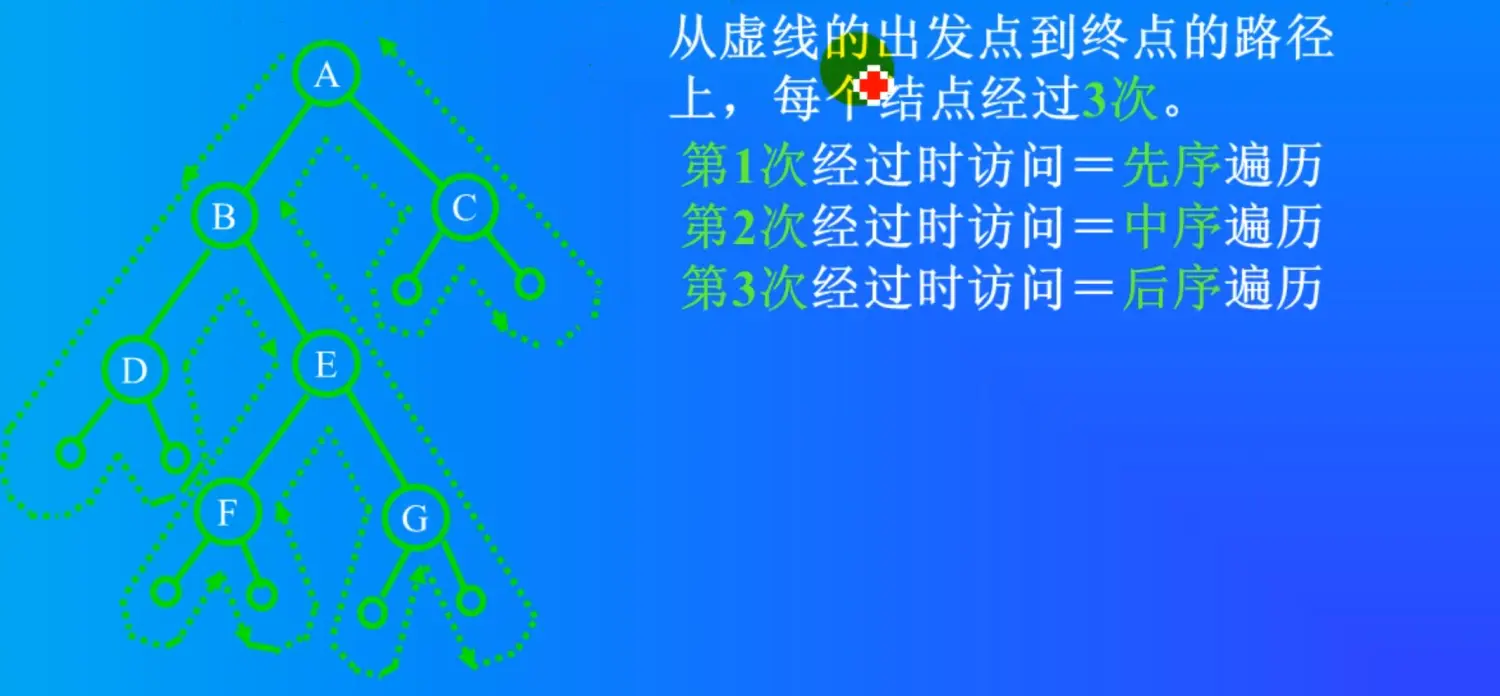 从虚线的出发点到终点的路径
上，每个结点经过3次。
第1次经过时访问＝先序遍历
第2次经过时访问＝中序遍历
第3次经过时访问＝后序遍历
A
B
C
D
E
F
G